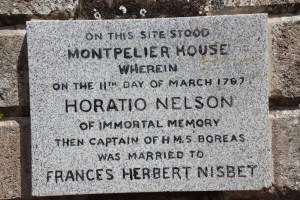 ON THIS SITE STOOD
MONTPELIER HOUSE
WHEREIN
ON THE 11TH DAY OF MARCH 1787
HORATIO NELSON
OF IMMORTAL MEMORY
THEN CAPTAIN OF H.M.S. BOREAS
WAS MARRIED TO
FRANCES HERBERT NISBET